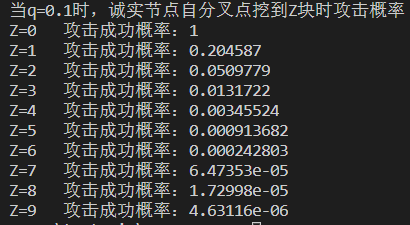 当q=0.1时，诚实节点自分叉点挖到Z块时攻击概率
Z=0 攻击成功概率：1
Z=1 攻击成功概率：0.204587
Z=2 攻击成功概率：0.0509779
Z=3 攻击成功概率：0.0131722
Z=4 攻击成功概率：0.00345524
Z=5 攻击成功概率：0.000913682
Z=6 攻击成功概率：0.000242803
Z=7 攻击成功概率：6.47353e-05
Z=8 攻击成功概率：1.72998e-05
Z=9 攻击成功概率：4.63116e-06